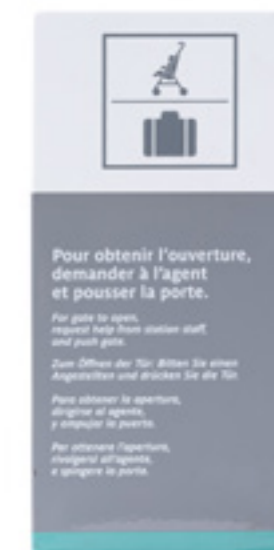 Pour obtenir l'ouverture,
demander à l'agent
et pousser la porte.
For gate to open,
request help from station staff,
and push gate.
Zum Öffnen der Tür: Bitten Sie einen
Angestellten und drücken Sie die Tür.
Para obtener la apertura,
dirigirse al agente,
y empujar la puerta.
Per ottenere l'apertura,
rivolgersi all'agente,
e spingere la porta.